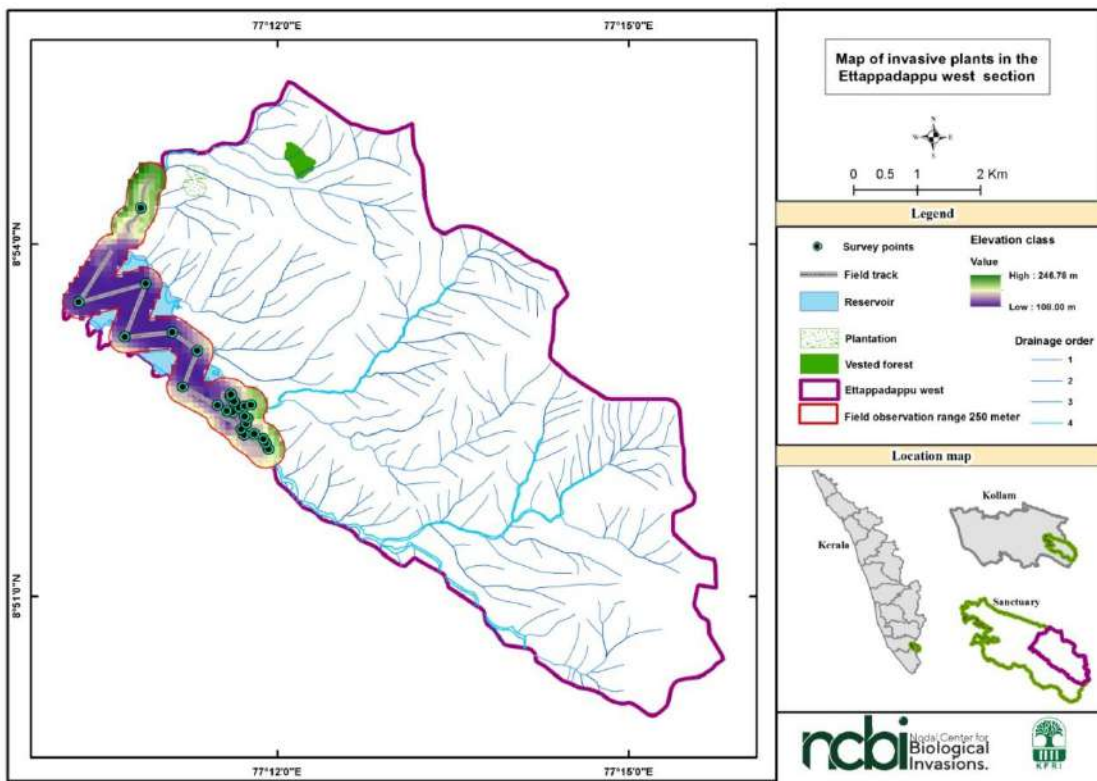 77°12'0"E
77°15'0"E
8°54'0"N
8°51'0"N
77°12'0"E
77°15'0"E
Map of invasive plants in the
Ettappadappu west section
N
W
E
S
0
0.5
1
2 Km
Legend
Survey points
Field track
Reservoir
Plantation
Vested forest
Ettappadappu west
Field observation range 250 meter
Elevation class
Value
High : 246.78 m
Low : 108.00 m
Drainage order
1
2
3
4
Location map
Kerala
Kollam
Sanctuary
ncbi
Nodal Center for
Biological
Invasions.
KFRI